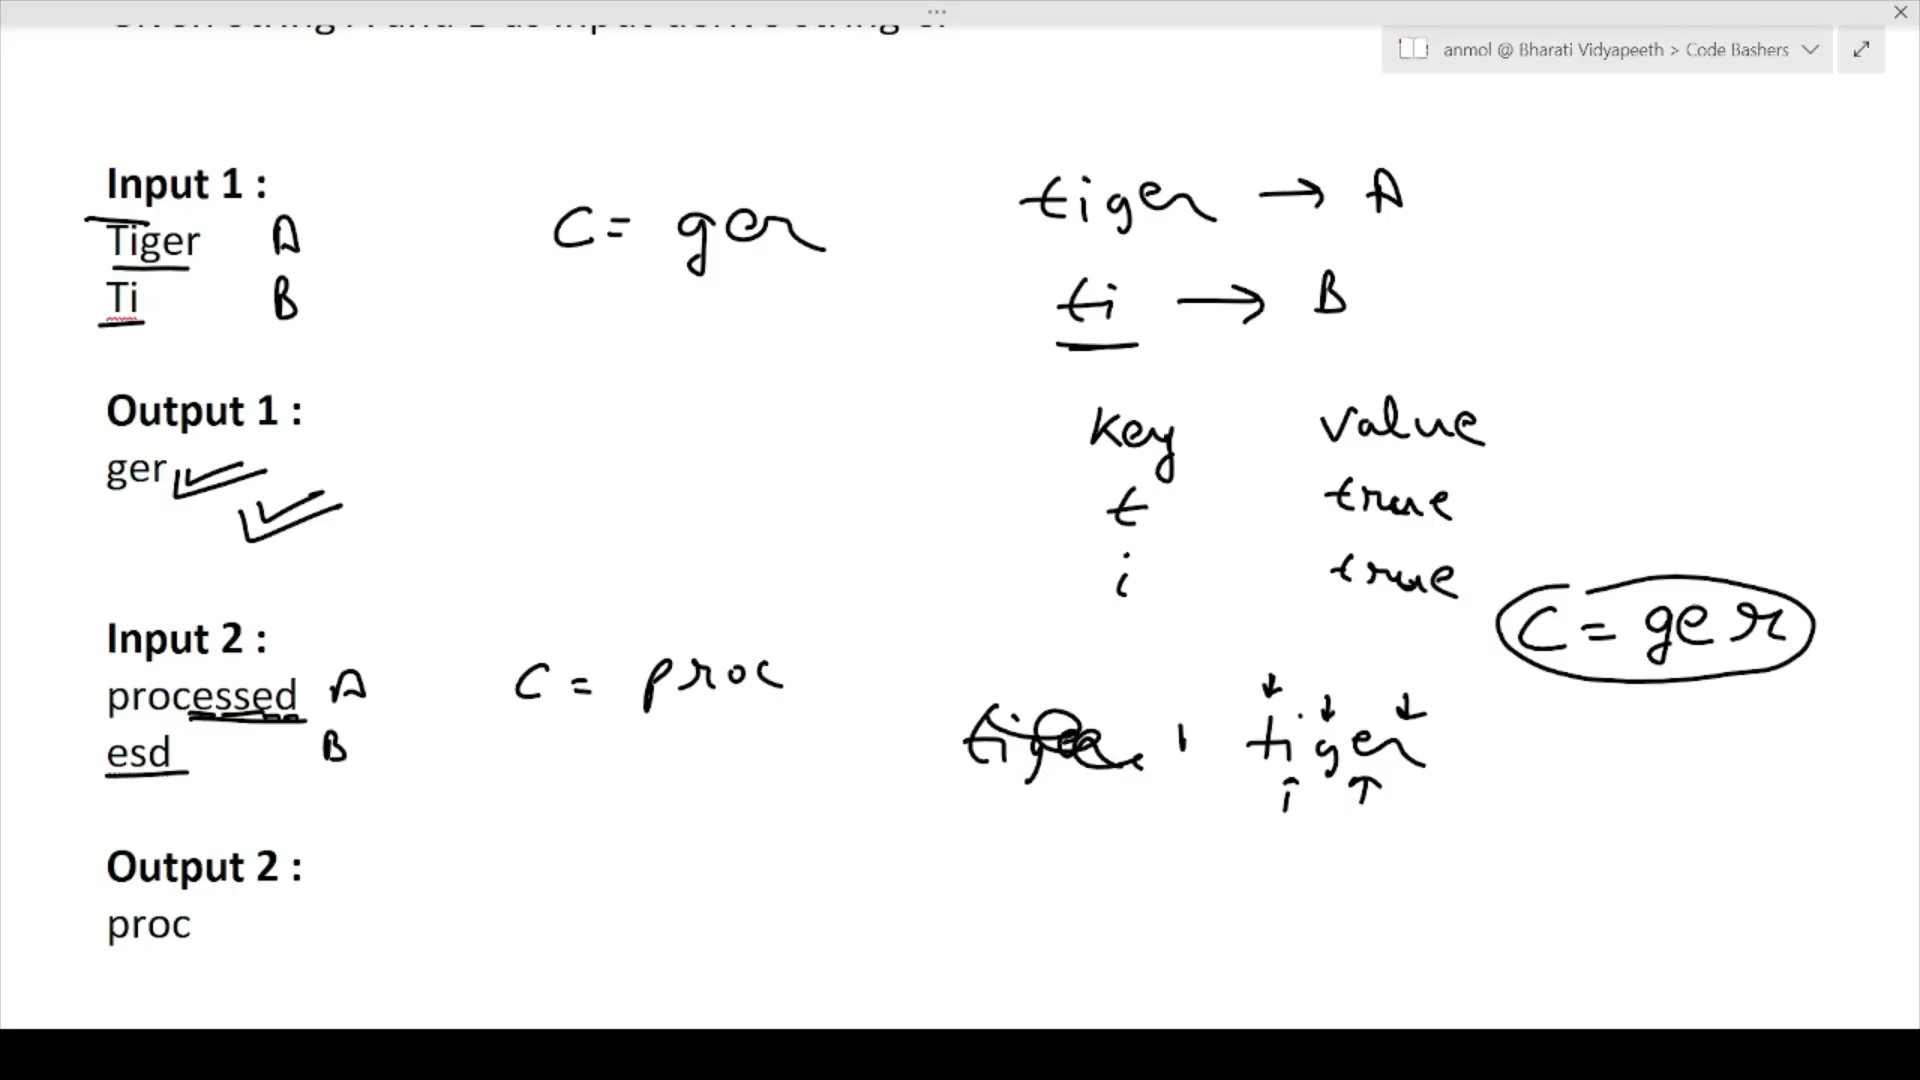 anmol @ Bharati Vidyapeeth > Code Bashers
Input 1 :
Tiger A
Ti B
C = ger
tiger → A
ti → B
Output 1 :
ger
key value
t true
i true
C = ger
Input 2 :
processed A
esd B
C = proc
tiger
Output 2 :
proc